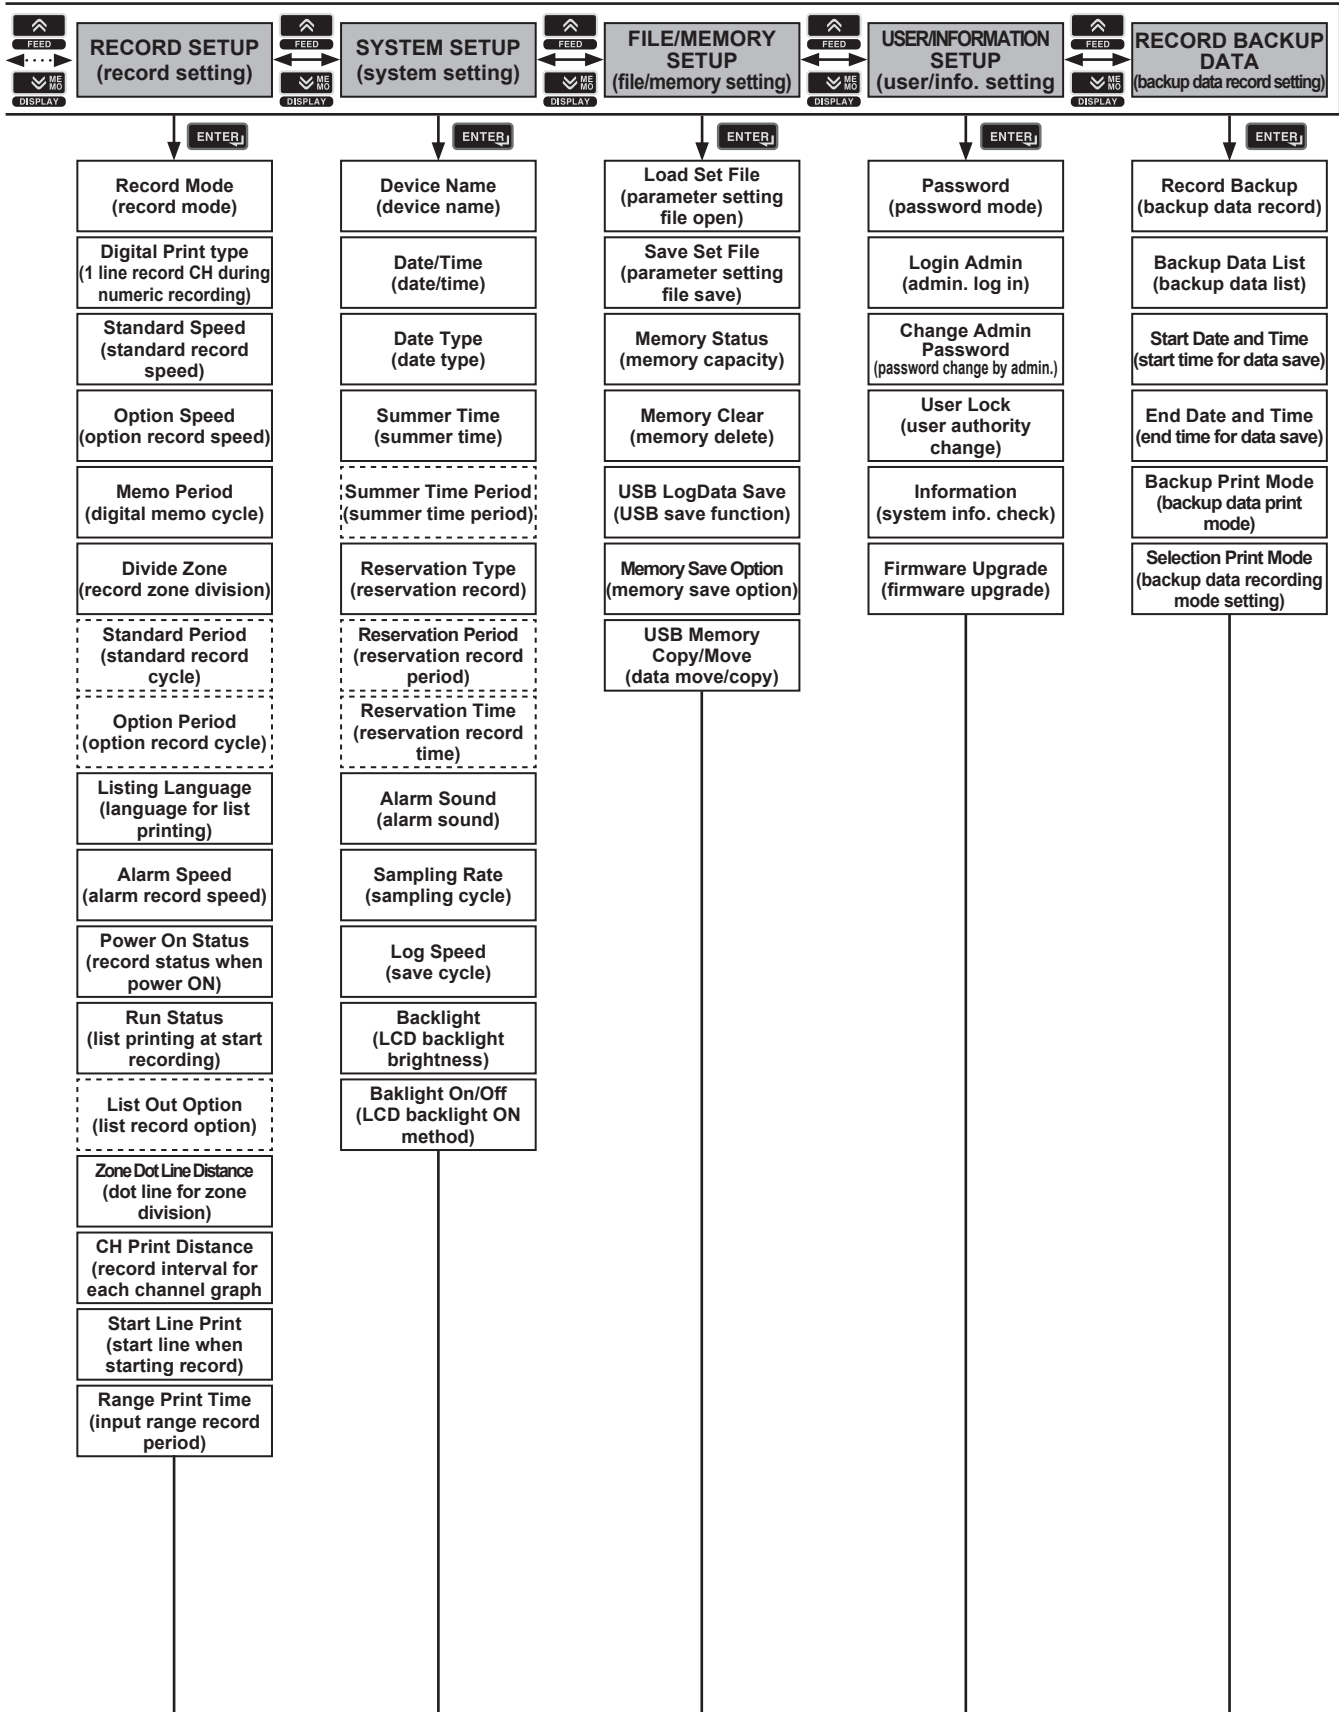 FEED
ME
MO
DISPLAY
RECORD SETUP
(record setting)
FEED
ME
MO
DISPLAY
SYSTEM SETUP
(system setting)
FEED
ME
MO
DISPLAY
FILE/MEMORY
SETUP
(file/memory setting)
FEED
ME
MO
DISPLAY
USER/INFORMATION
SETUP
(user/info. setting
FEED
ME
MO
DISPLAY
RECORD BACKUP
DATA
(backup data record setting)
ENTER
Record Mode
(record mode)
Digital Print type
(1 line record CH during
numeric recording)
Standard Speed
(standard record
speed)
Option Speed
(option record speed)
Memo Period
(digital memo cycle)
Divide Zone
(record zone division)
Standard Period
(standard record
cycle)
Option Period
(option record cycle)
Listing Language
(language for list
printing)
Alarm Speed
(alarm record speed)
Power On Status
(record status when
power ON)
Run Status
(list printing at start
recording)
List Out Option
(list record option)
Zone Dot Line Distance
(dot line for zone
division)
CH Print Distance
(record interval for
each channel graph
Start Line Print
(start line when
starting record)
Range Print Time
(input range record
period)
ENTER
Device Name
(device name)
Date/Time
(date/time)
Date Type
(date type)
Summer Time
(summer time)
Summer Time Period
(summer time period)
Reservation Type
(reservation record)
Reservation Period
(reservation record
period)
Reservation Time
(reservation record
time)
Alarm Sound
(alarm sound)
Sampling Rate
(sampling cycle)
Log Speed
(save cycle)
Backlight
(LCD backlight
brightness)
Baklight On/Off
(LCD backlight ON
method)
ENTER
Load Set File
(parameter setting
file open)
Save Set File
(parameter setting
file save)
Memory Status
(memory capacity)
Memory Clear
(memory delete)
USB LogData Save
(USB save function)
Memory Save Option
(memory save option)
USB Memory
Copy/Move
(data move/copy)
ENTER
Password
(password mode)
Login Admin
(admin. log in)
Change Admin
Password
(password change by admin.)
User Lock
(user authority
change)
Information
(system info. check)
Firmware Upgrade
(firmware upgrade)
ENTER
Record Backup
(backup data record)
Backup Data List
(backup data list)
Start Date and Time
(start time for data save)
End Date and Time
(end time for data save)
Backup Print Mode
(backup data print
mode)
Selection Print Mode
(backup data recording
mode setting)